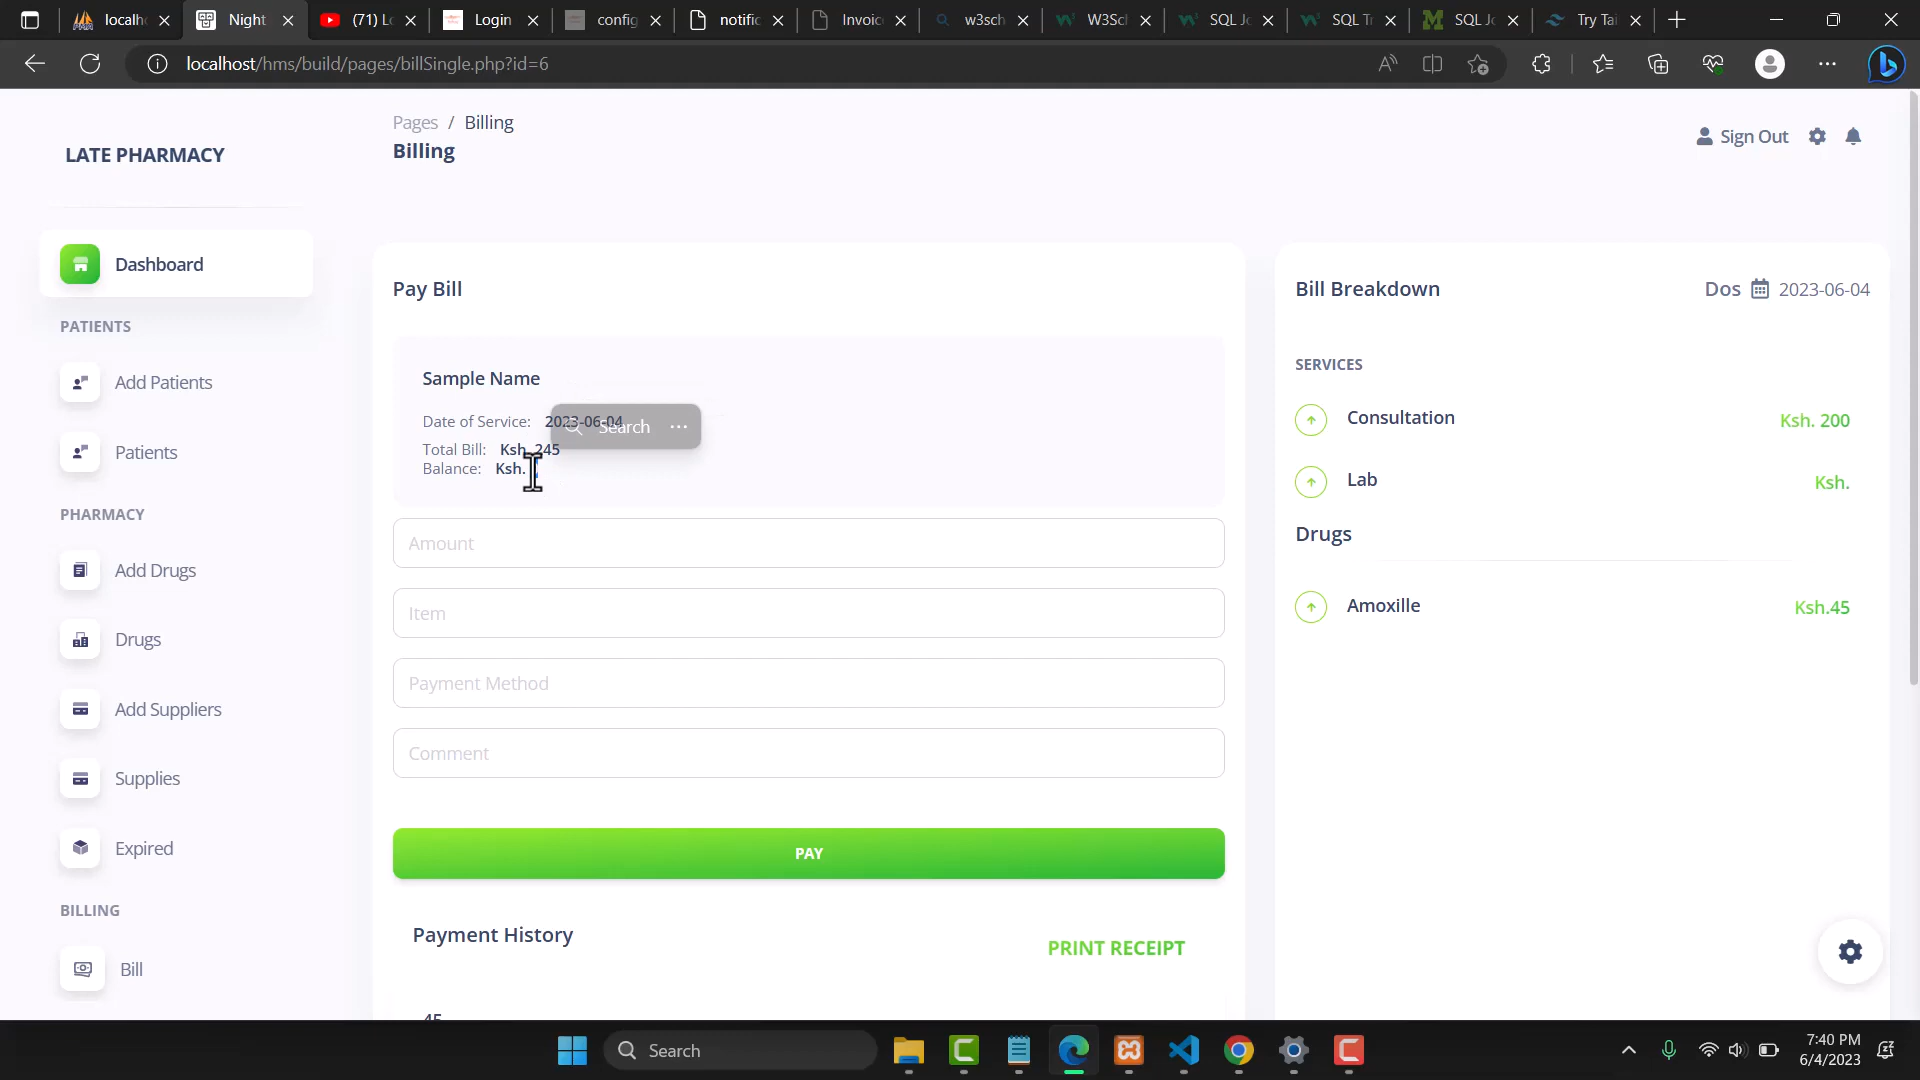 localh
Night
(71) Lo
Login
config
notific
Invoic
w3sch
W3Scl
SQL Jo
SQL Tr
SQL Jo
Try Tai
localhost/hms/build/pages/billSingle.php?id=6
LATE PHARMACY
Pages / Billing
Billing
Sign Out
Dashboard
PATIENTS
Add Patients
Patients
PHARMACY
Add Drugs
Drugs
Add Suppliers
Supplies
Expired
BILLING
Bill
Pay Bill
Sample Name
Date of Service: 2023-06-04
Search
Total Bill: Ksh. 245
Balance: Ksh.
Amount
Item
Payment Method
Comment
PAY
Payment History
PRINT RECEIPT
45
Bill Breakdown
Dos 2023-06-04
SERVICES
Consultation Ksh. 200
Lab Ksh.
Drugs
Amoxille Ksh.45
Search
7:40 PM
6/4/2023